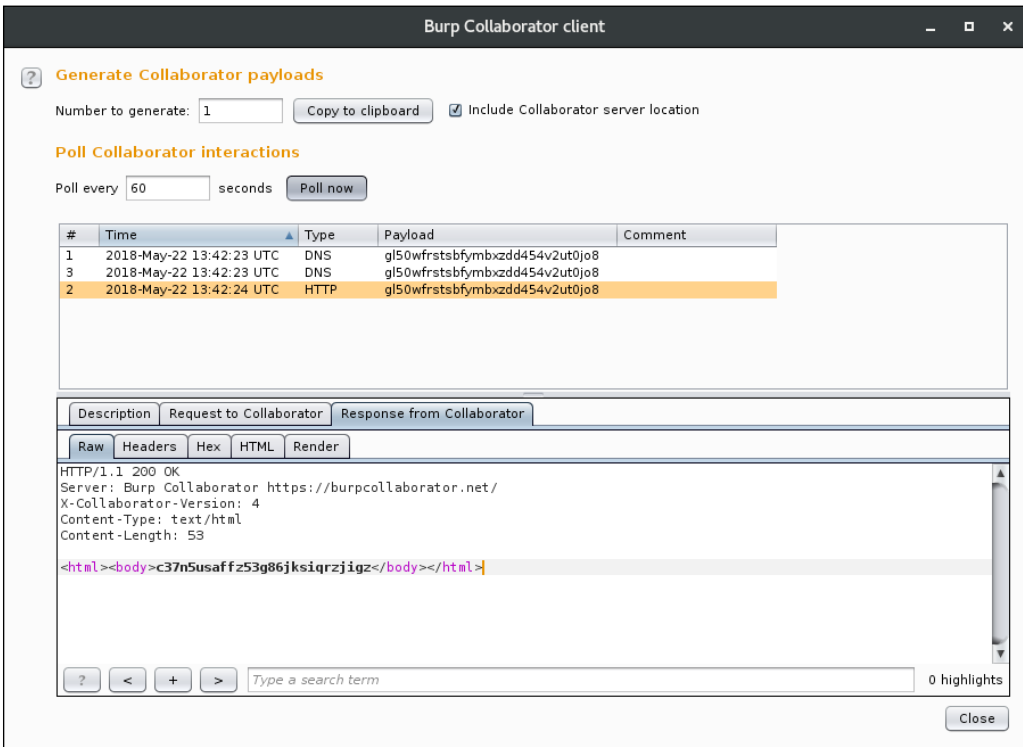 Burp Collaborator client
? Generate Collaborator payloads
Number to generate: 1 Copy to clipboard Include Collaborator server location
Poll Collaborator interactions
Poll every 60 seconds Poll now
# Time Type Payload Comment
1 2018-May-22 13:42:23 UTC DNS gl50wfrstsbfymbxzdd454v2ut0jo8
3 2018-May-22 13:42:23 UTC DNS gl50wfrstsbfymbxzdd454v2ut0jo8
2 2018-May-22 13:42:24 UTC HTTP gl50wfrstsbfymbxzdd454v2ut0jo8
Description Request to Collaborator Response from Collaborator
Raw Headers Hex HTML Render
HTTP/1.1 200 OK
Server: Burp Collaborator https://burpcollaborator.net/
X-Collaborator-Version: 4
Content-Type: text/html
Content-Length: 53
<html><body>c37n5usaffz53g86jksiqrzjigz</body></html>
? < + > Type a search term 0 highlights
Close